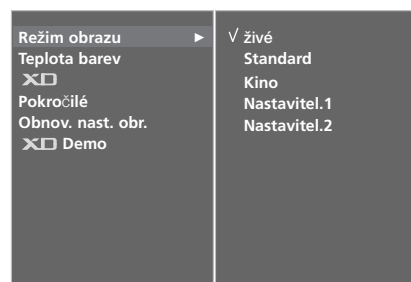 Režim obrazu ►
Teplota barev
XD
Pokročilé
Obnov. nast. obr.
XD Demo
√ živé
Standard
Kino
Nastavitel.1
Nastavitel.2